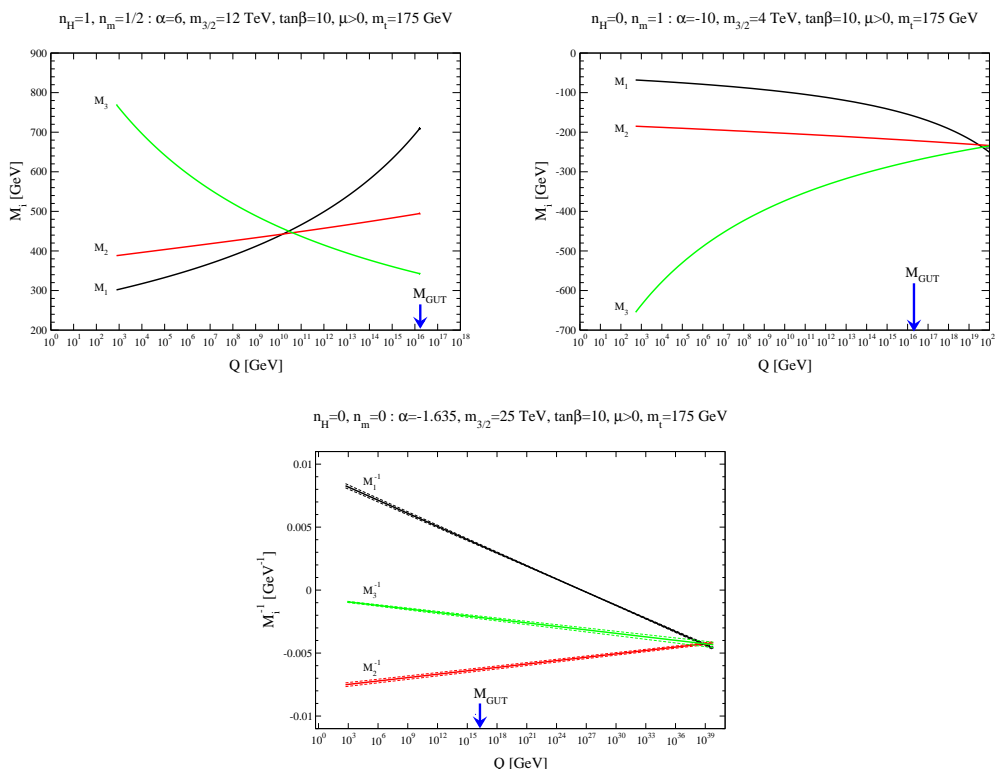 n_H=1, n_m=1/2 : α=6, m_{3/2}=12 TeV, tanβ=10, μ>0, m_t=175 GeV
900
800
700
600
500
400
300
200
M_i [GeV]
M_3
M_2
M_1
M_GUT
10^0 10^1 10^2 10^3 10^4 10^5 10^6 10^7 10^8 10^9 10^10 10^11 10^12 10^13 10^14 10^15 10^16 10^17 10^18
Q [GeV]
n_H=0, n_m=1 : α=-10, m_{3/2}=4 TeV, tanβ=10, μ>0, m_t=175 GeV
0
-100
-200
-300
-400
-500
-600
-700
M_i [GeV]
M_1
M_2
M_3
M_GUT
10^0 10^1 10^2 10^3 10^4 10^5 10^6 10^7 10^8 10^9 10^10 10^11 10^12 10^13 10^14 10^15 10^16 10^17 10^18 10^19 10^2
Q [GeV]
n_H=0, n_m=0 : α=-1.635, m_{3/2}=25 TeV, tanβ=10, μ>0, m_t=175 GeV
0.01
0.005
0
-0.005
-0.01
M_i^-1 [GeV^-1]
M_1^-1
M_3^-1
M_2^-1
M_GUT
10^0 10^3 10^6 10^9 10^12 10^15 10^18 10^21 10^24 10^27 10^30 10^33 10^36 10^39
Q [GeV]